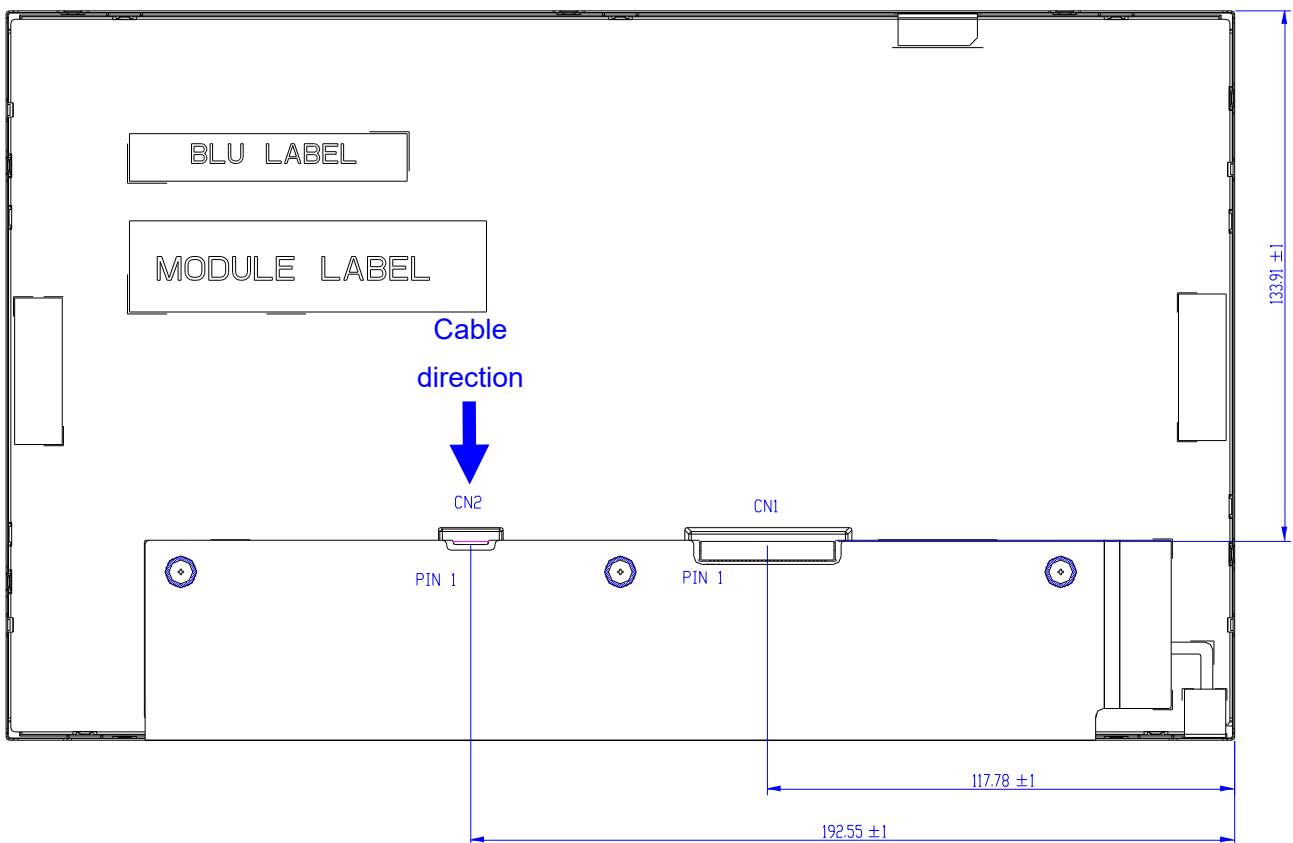 BLU LABEL
MODULE LABEL
Cable
direction
133.91 ±1
CN2
CN1
PIN 1
PIN 1
117.78 ±1
192.55 ±1